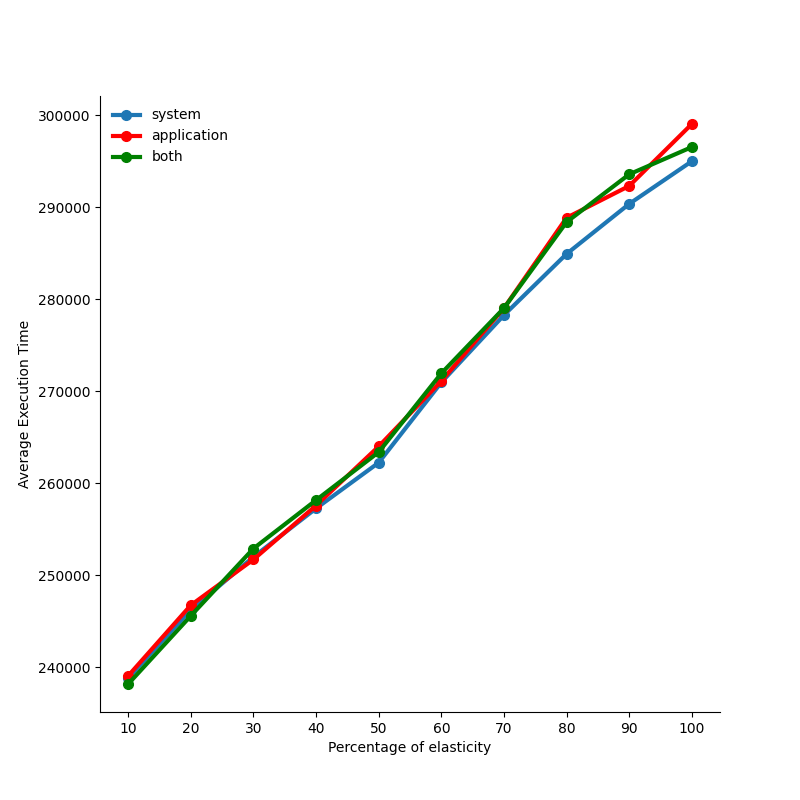 system
application
both
300000
290000
280000
270000
260000
250000
240000
Average Execution Time
10 20 30 40 50 60 70 80 90 100
Percentage of elasticity